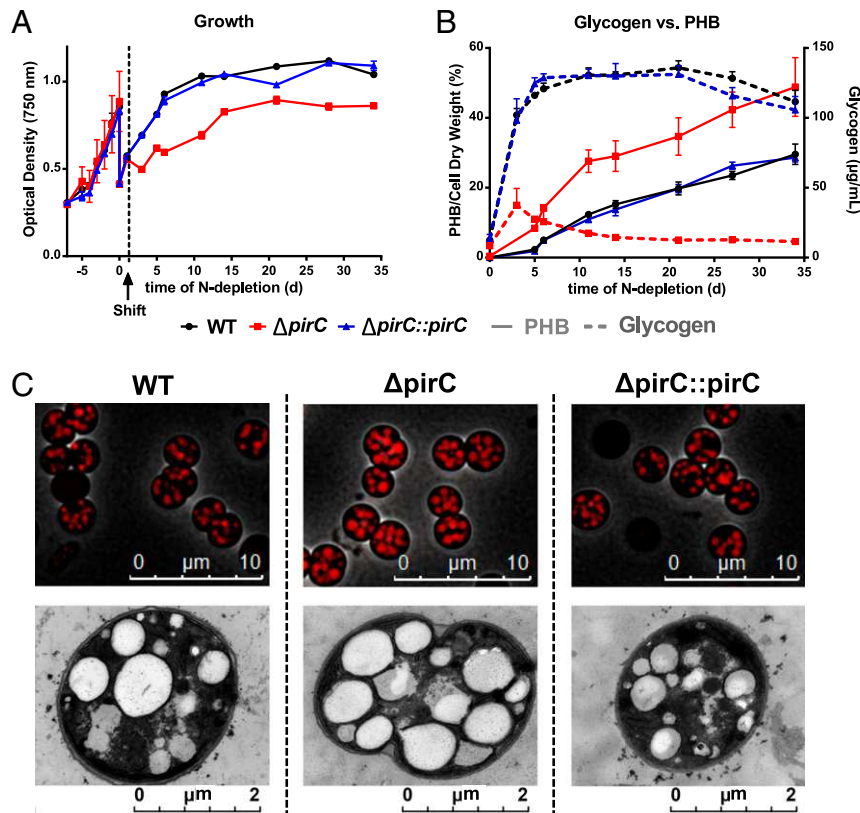 A
Growth
Optical Density (750 nm)
1.0
0.5
0.0
-5 0 5 10 15 20 25 30 35
time of N-depletion (d)
Shift
B
Glycogen vs. PHB
PHB/Cell Dry Weight (%)
60
40
20
0
0 5 10 15 20 25 30 35
time of N-depletion (d)
150
100
50
0
Glycogen (µg/mL)
WT ΔpirC ΔpirC::pirC PHB Glycogen
C
WT ΔpirC ΔpirC::pirC
0 µm 10
0 µm 10
0 µm 10
0 µm 2
0 µm 2
0 µm 2